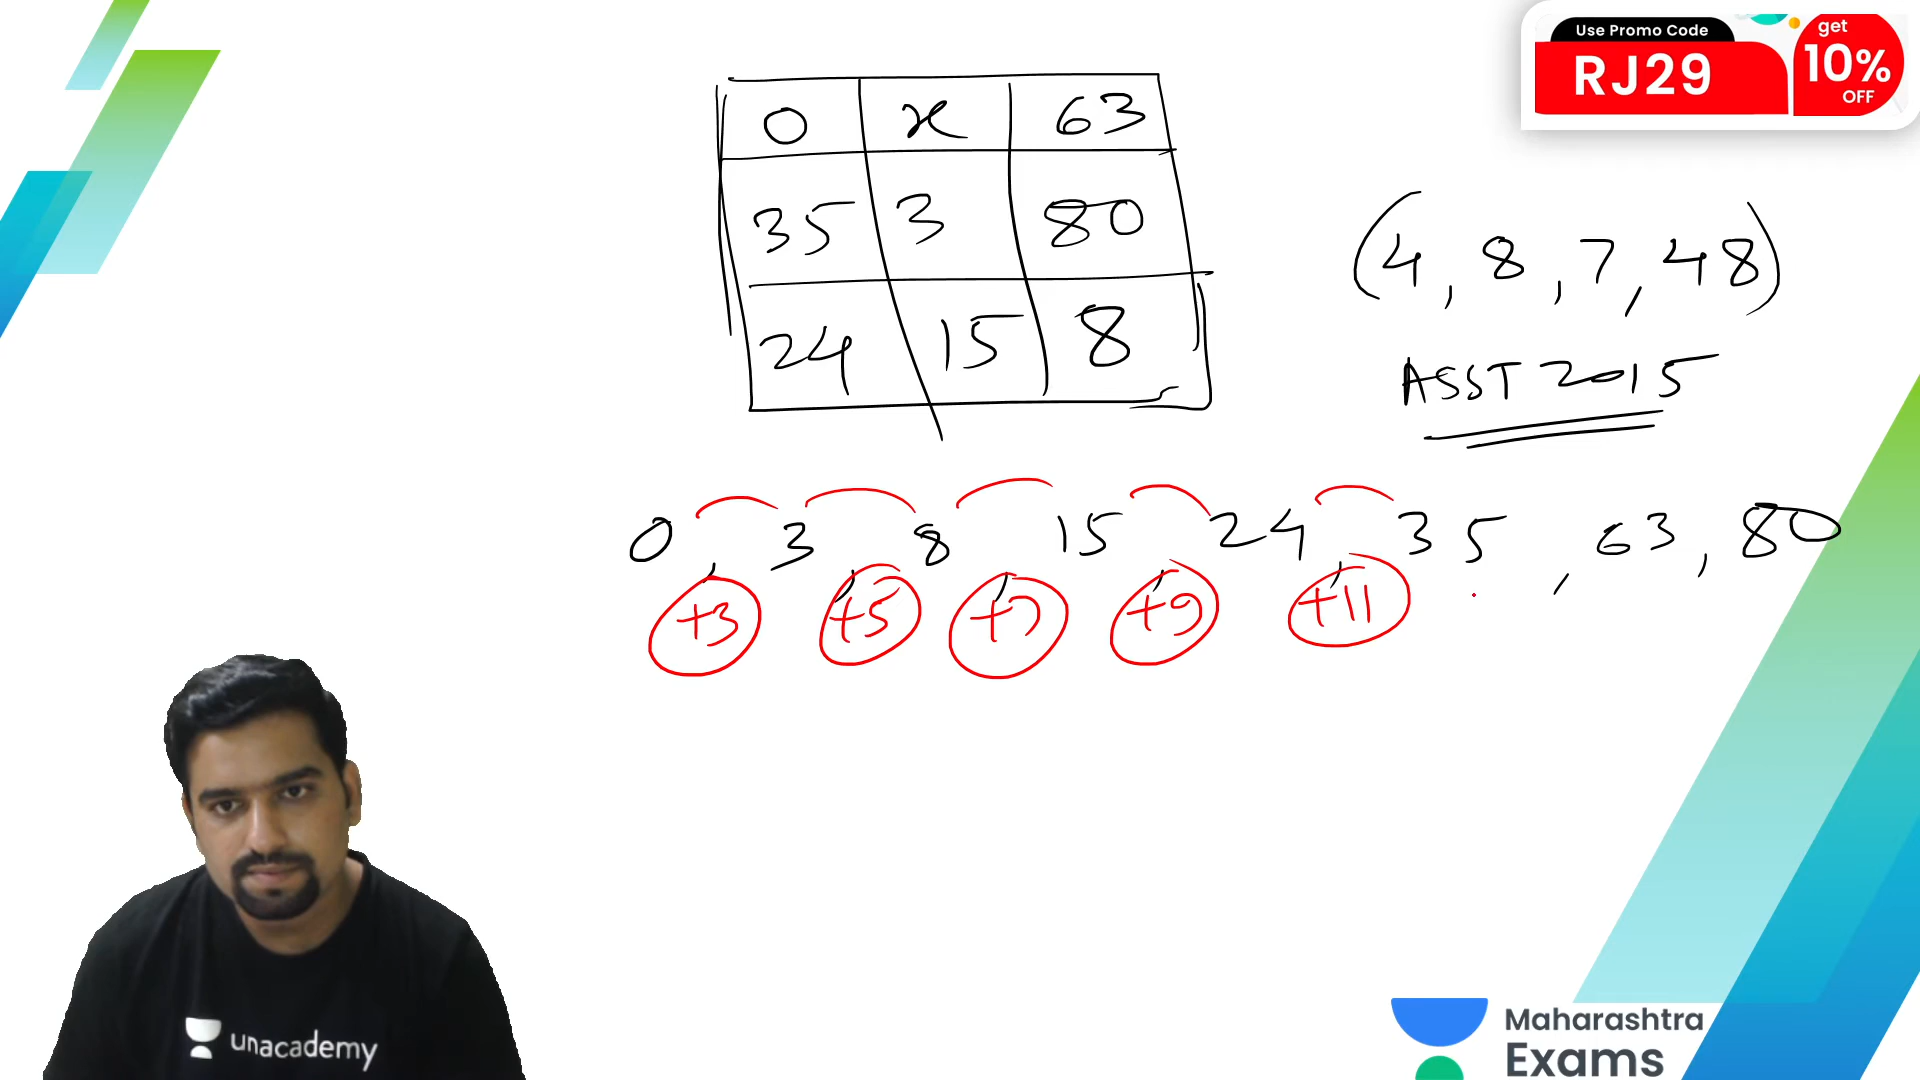 Use Promo Code
RJ29
get
10%
OFF
0 x 63
35 3 80
24 15 8
(4, 8, 7, 48)
ASST 2015
0, 3, 8, 15, 24, 35, 63, 80
+3 +5 +7 +9 +11
unacademy
Maharashtra
Exams